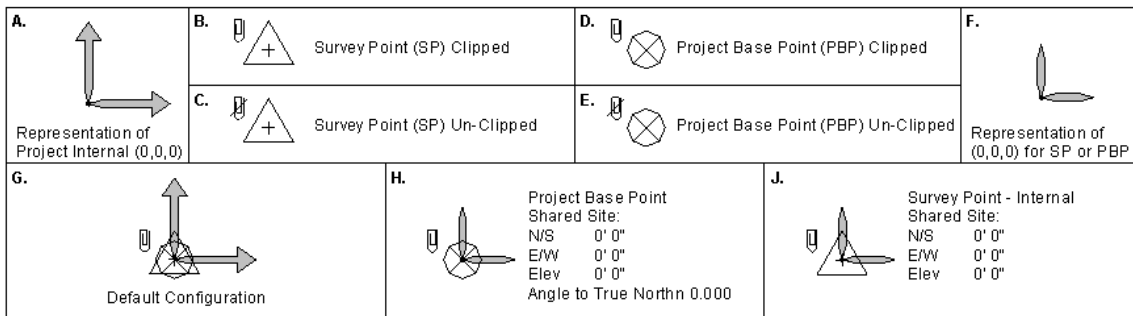 A.
Representation of
Project Internal (0,0,0)
B.
Survey Point (SP) Clipped
C.
Survey Point (SP) Un-Clipped
D.
Project Base Point (PBP) Clipped
E.
Project Base Point (PBP) Un-Clipped
F.
Representation of
(0,0,0) for SP or PBP
G.
Default Configuration
H.
Project Base Point
Shared Site:
N/S 0' 0"
E/W 0' 0"
Elev 0' 0"
Angle to True Northn 0.000
J.
Survey Point - Internal
Shared Site:
N/S 0' 0"
E/W 0' 0"
Elev 0' 0"